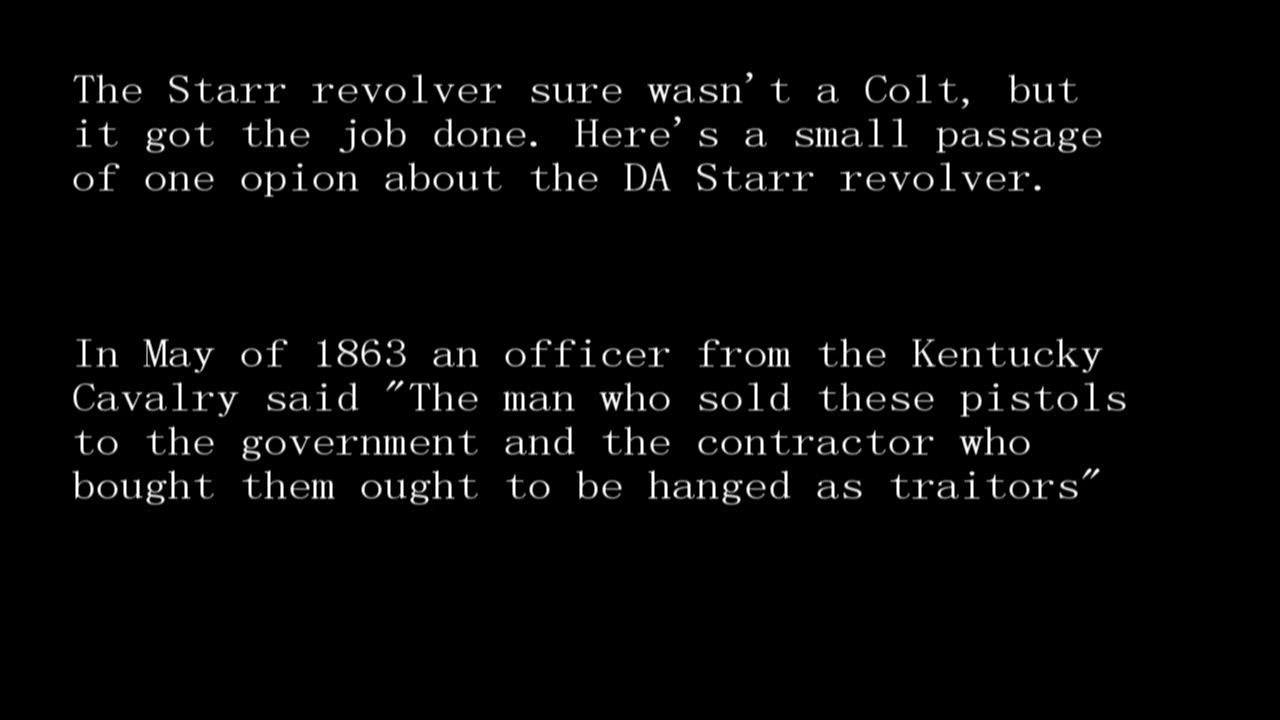 The Starr revolver sure wasn't a Colt, but
it got the job done. Here's a small passage
of one opion about the DA Starr revolver.
In May of 1863 an officer from the Kentucky
Cavalry said "The man who sold these pistols
to the government and the contractor who
bought them ought to be hanged as traitors"